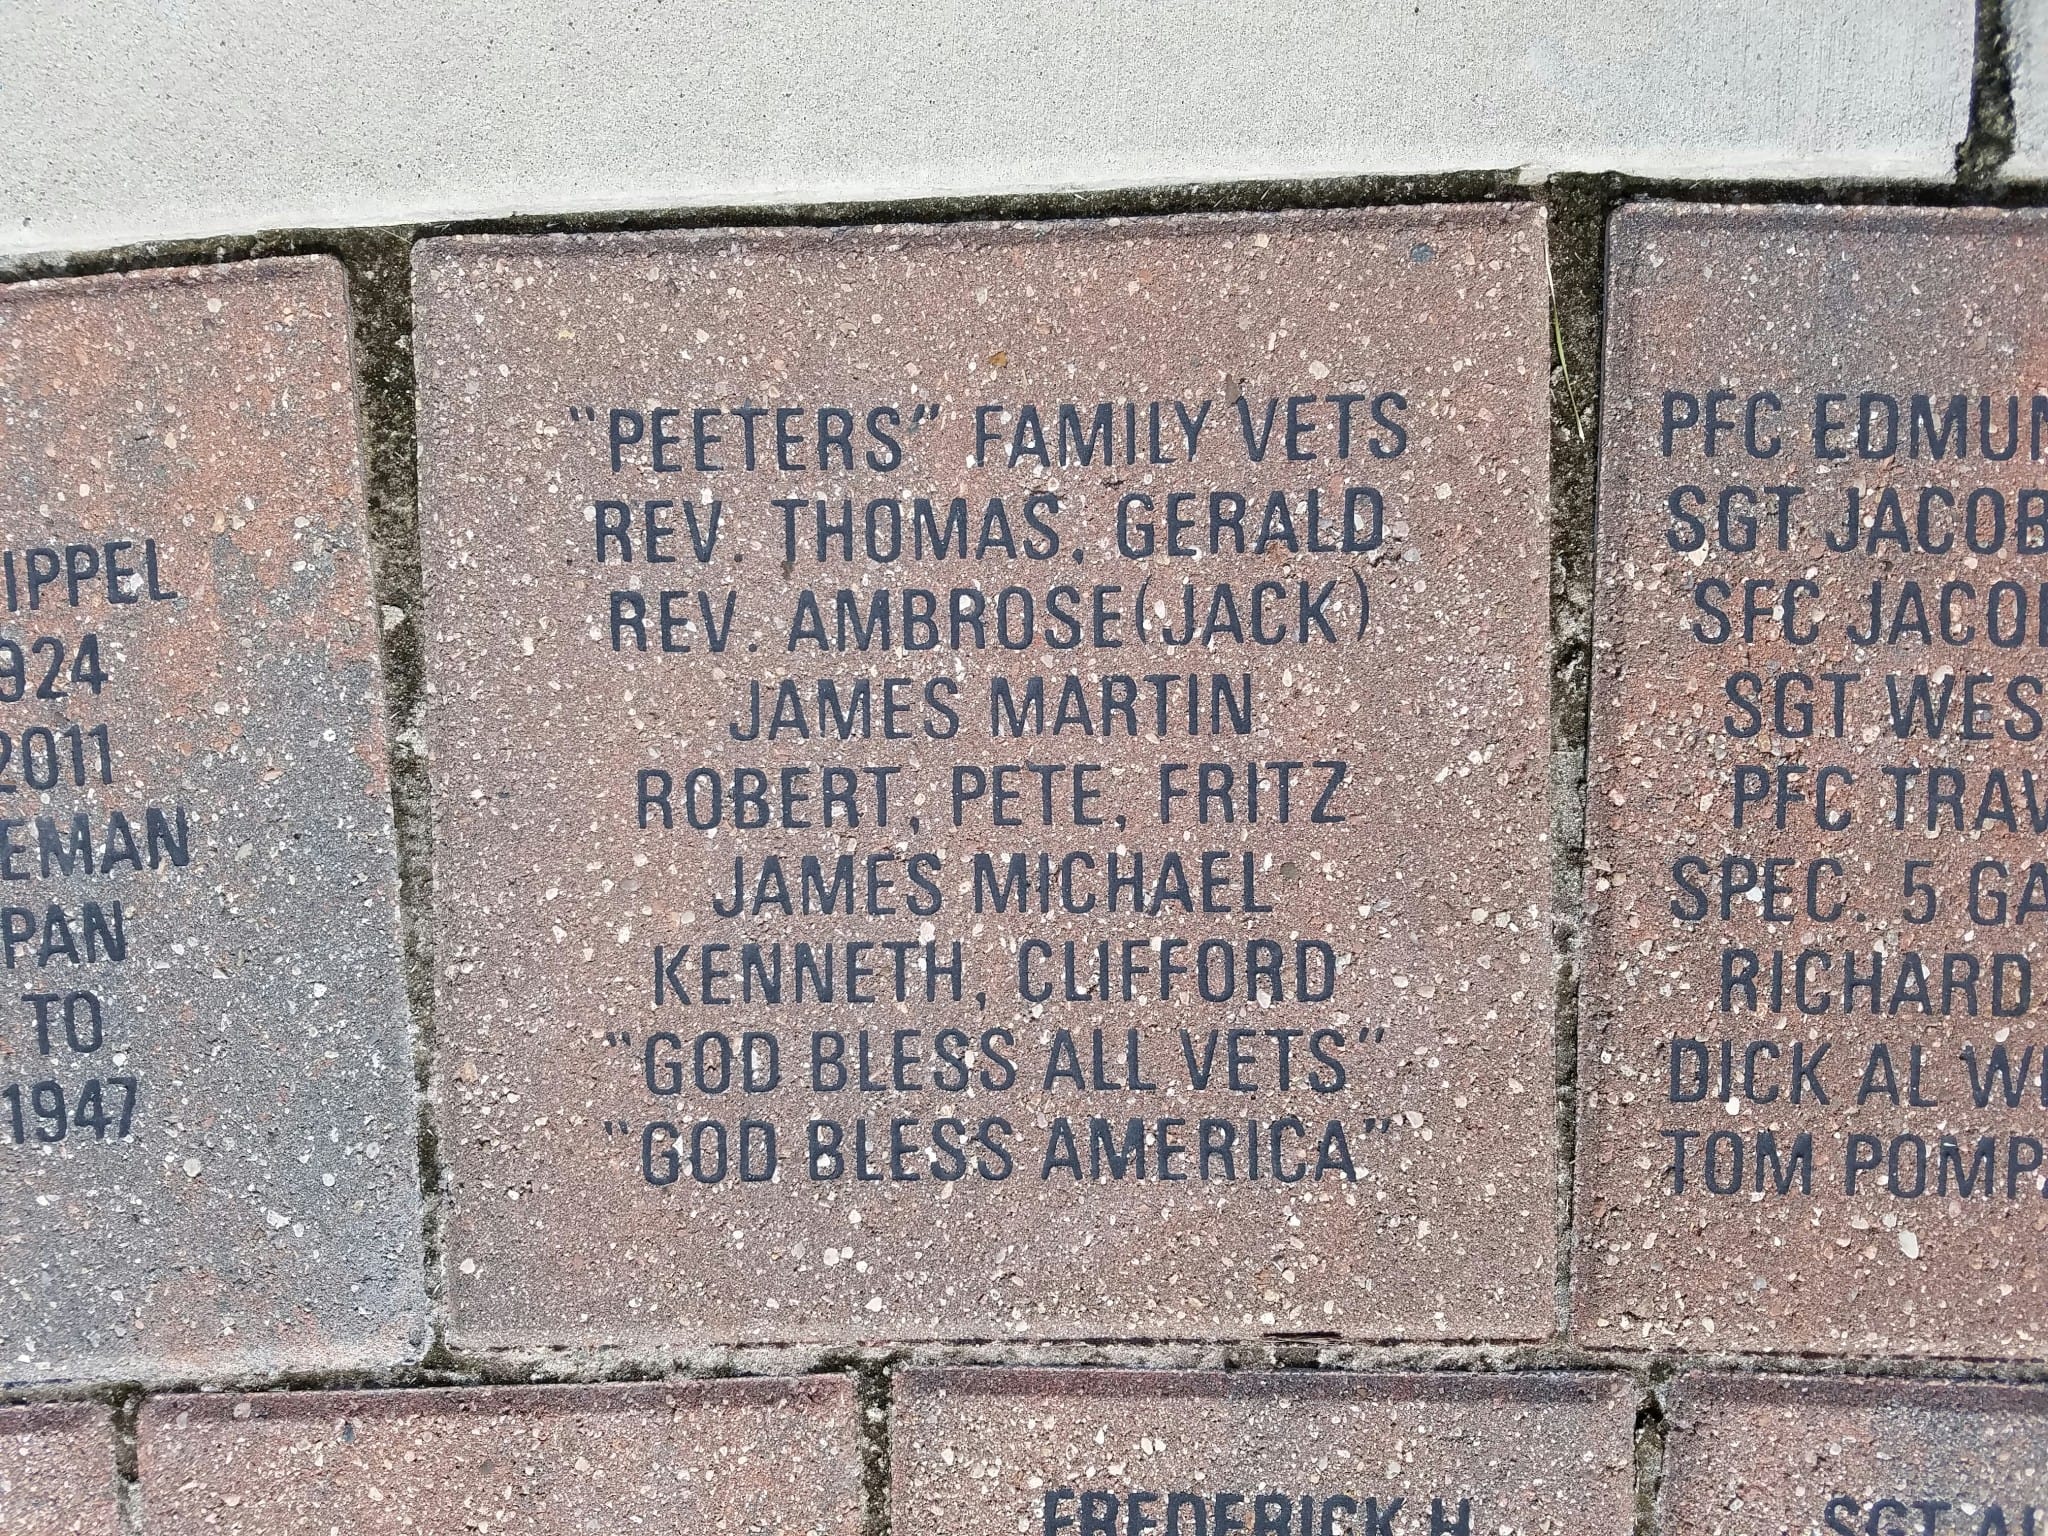 "PEETERS" FAMILY VETS
REV. THOMAS, GERALD
REV. AMBROSE(JACK)
JAMES MARTIN
ROBERT, PETE, FRITZ
JAMES MICHAEL
KENNETH, CLIFFORD
"GOD BLESS ALL VETS"
"GOD BLESS AMERICA"
IPPEL
924
2011
EMAN
PAN
TO
1947
PFC EDMUN
SGT JACOB
SFC JACO
SGT WES
PFC TRAV
SPEC. 5 GA
RICHARD
DICK AL W
TOM POMP
FREDERICK H
SGT